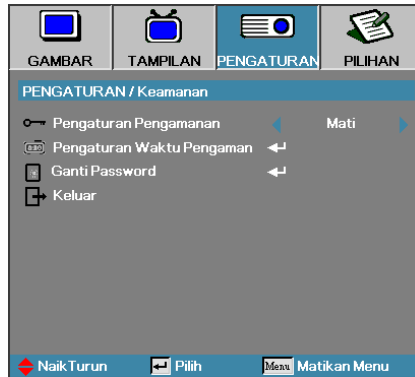 GAMBAR TAMPILAN PENGATURAN PILIHAN
PENGATURAN / Keamanan
Pengaturan Pengamanan Mati
Pengaturan Waktu Pengaman
Ganti Password
Keluar
NaikTurun Pilih Menu Matikan Menu